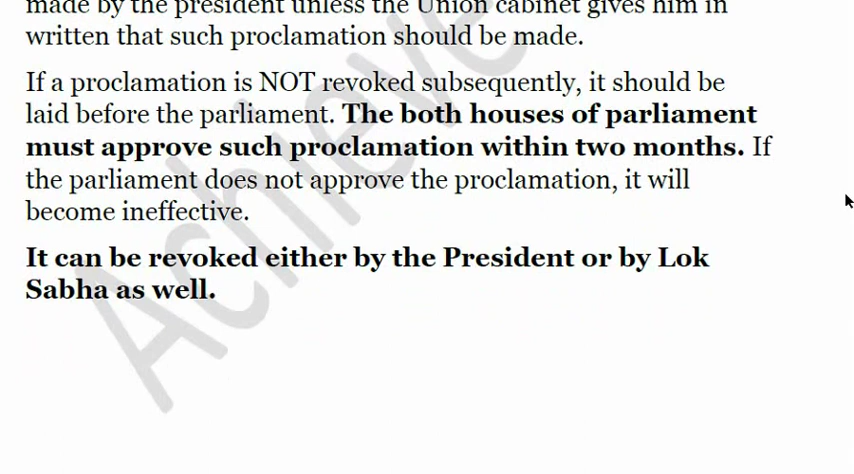 made by the president unless the Union cabinet gives him in
written that such proclamation should be made.
If a proclamation is NOT revoked subsequently, it should be
laid before the parliament. The both houses of parliament
must approve such proclamation within two months. If
the parliament does not approve the proclamation, it will
become ineffective.
It can be revoked either by the President or by Lok
Sabha as well.
Achieve